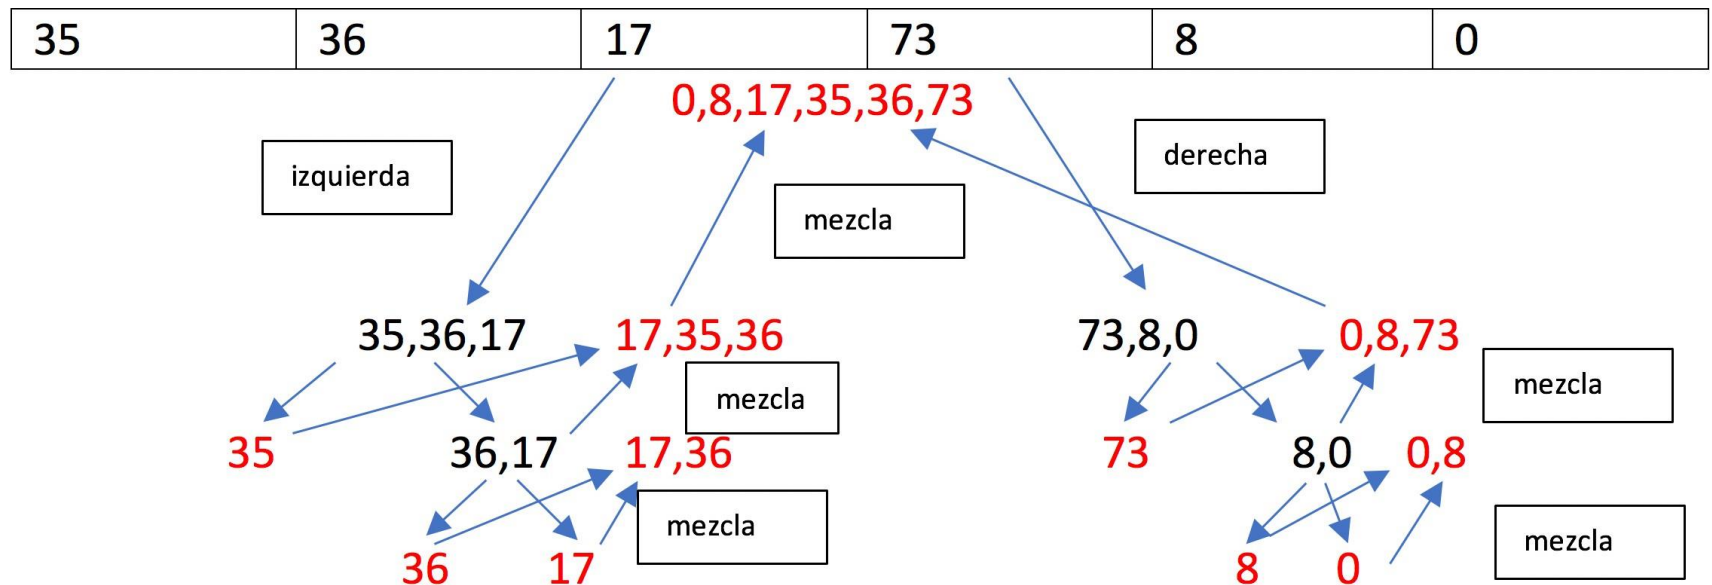 35 36 17 73 8 0
0,8,17,35,36,73
izquierda
derecha
mezcla
35,36,17 17,35,36 73,8,0 0,8,73
mezcla
mezcla
35 36,17 17,36 73 8,0 0,8
mezcla
mezcla
36 17 8 0